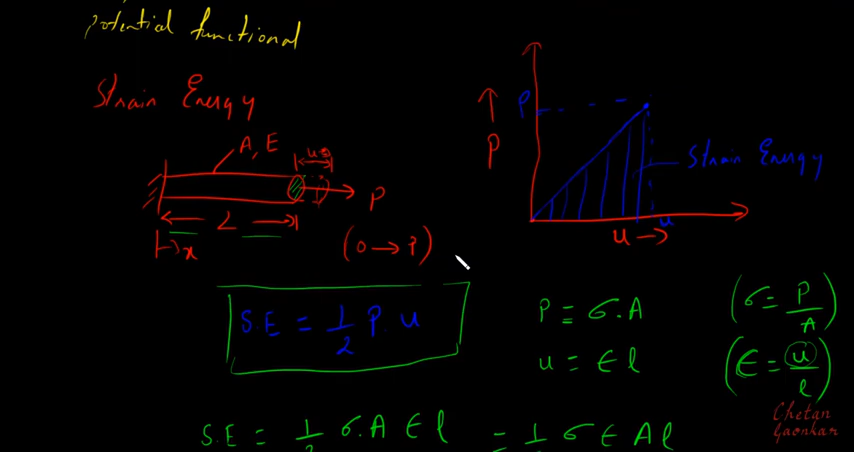 potential functional
Strain Energy
A, E
u
P
L
x
(0 → P)
P
P
Strain Energy
u
u →
S.E = 1/2 P. u
P = σ.A
(σ = P/A)
u = ϵ l
(ϵ = u/l)
Chetan
Gaonkar
S.E = 1/2 σ.A ϵ l = 1/2 σ ϵ A l